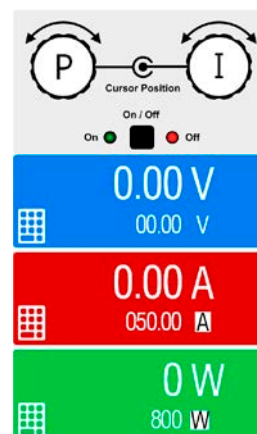 P C I
Cursor Position
On / Off
On Off
0.00 V
00.00 V
0.00 A
050.00 A
0 W
800 W